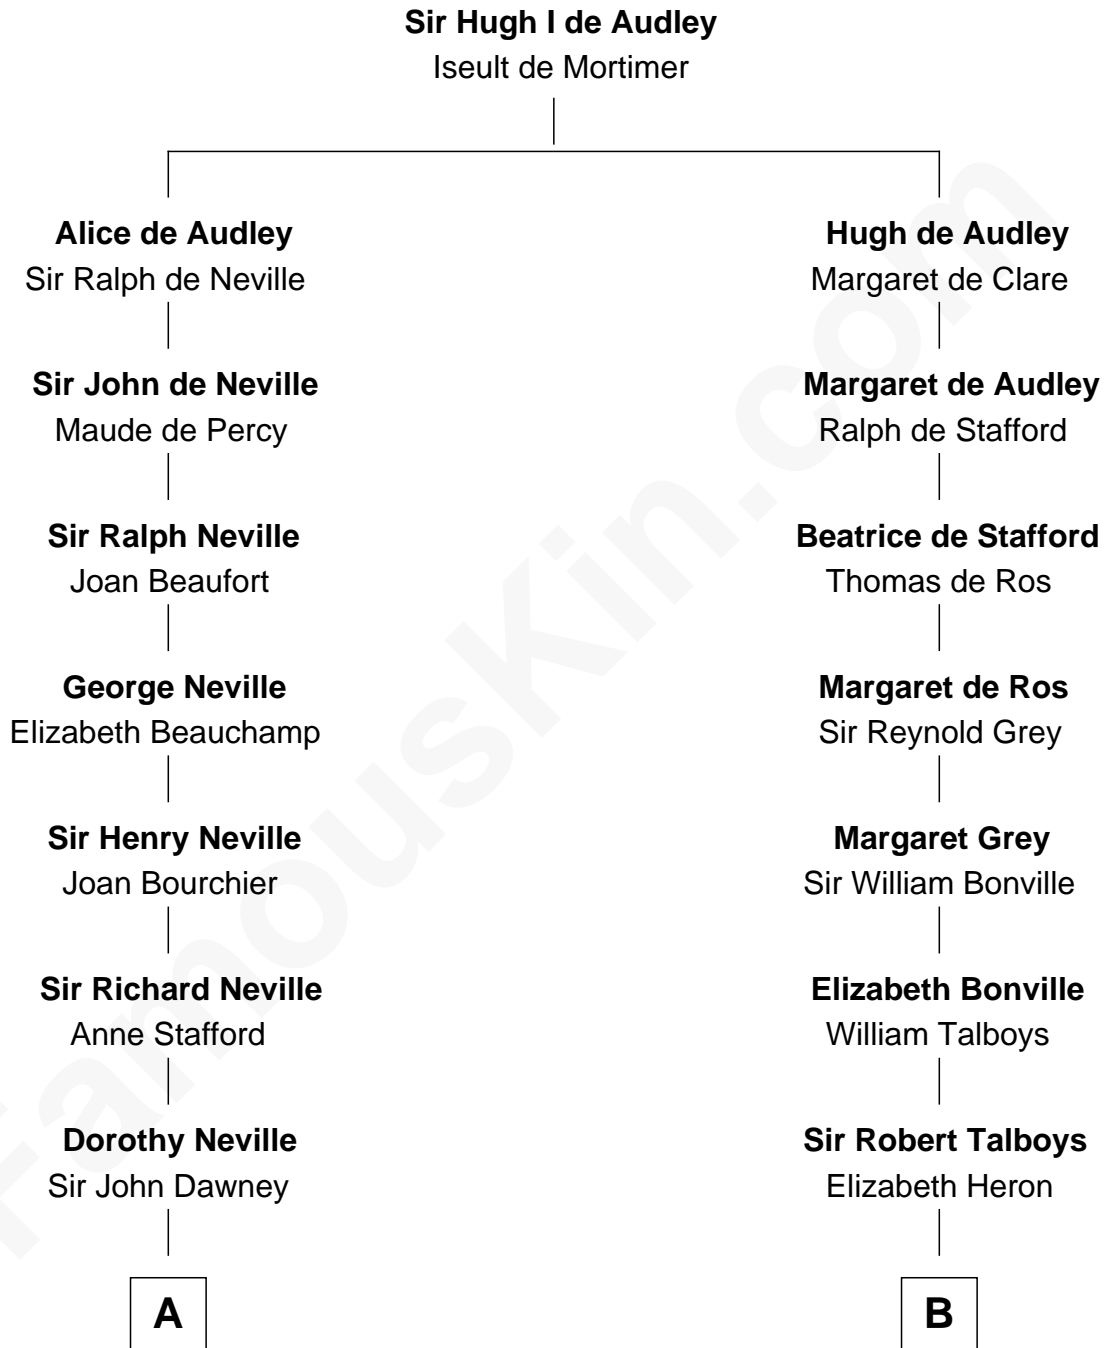 Sir Hugh I de Audley
Iseult de Mortimer
Alice de Audley
Sir Ralph de Neville
Hugh de Audley
Margaret de Clare
Sir John de Neville
Maude de Percy
Margaret de Audley
Ralph de Stafford
Sir Ralph Neville
Joan Beaufort
Beatrice de Stafford
Thomas de Ros
George Neville
Elizabeth Beauchamp
Margaret de Ros
Sir Reynold Grey
Sir Henry Neville
Joan Bourchier
Margaret Grey
Sir William Bonville
Sir Richard Neville
Anne Stafford
Elizabeth Bonville
William Talboys
Dorothy Neville
Sir John Dawney
Sir Robert Talboys
Elizabeth Heron
A
B
FamousKin.com